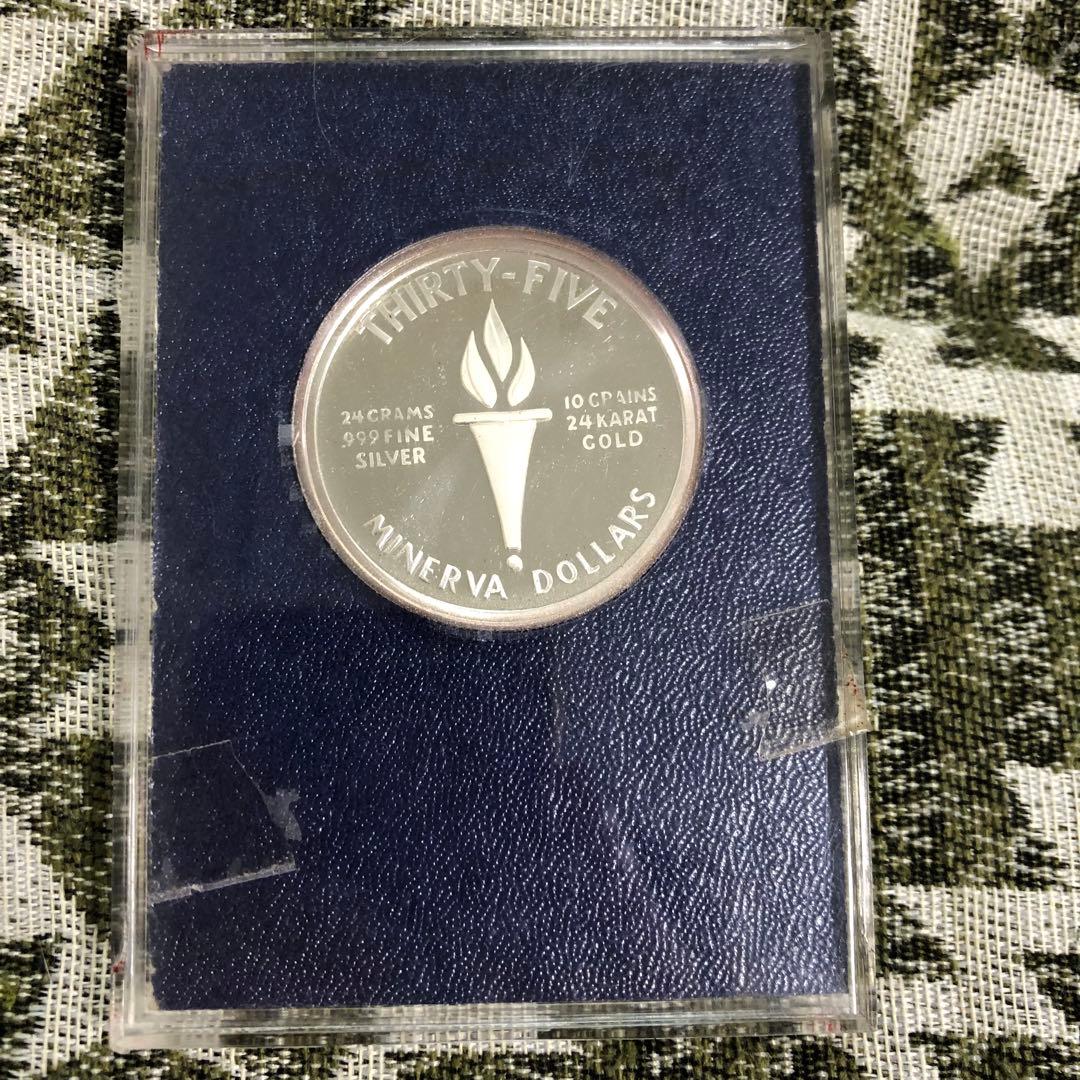 THIRTY-FIVE
24 GRAMS
.999 FINE
SILVER
10 GRAINS
24 KARAT
GOLD
MINERVA DOLLARS